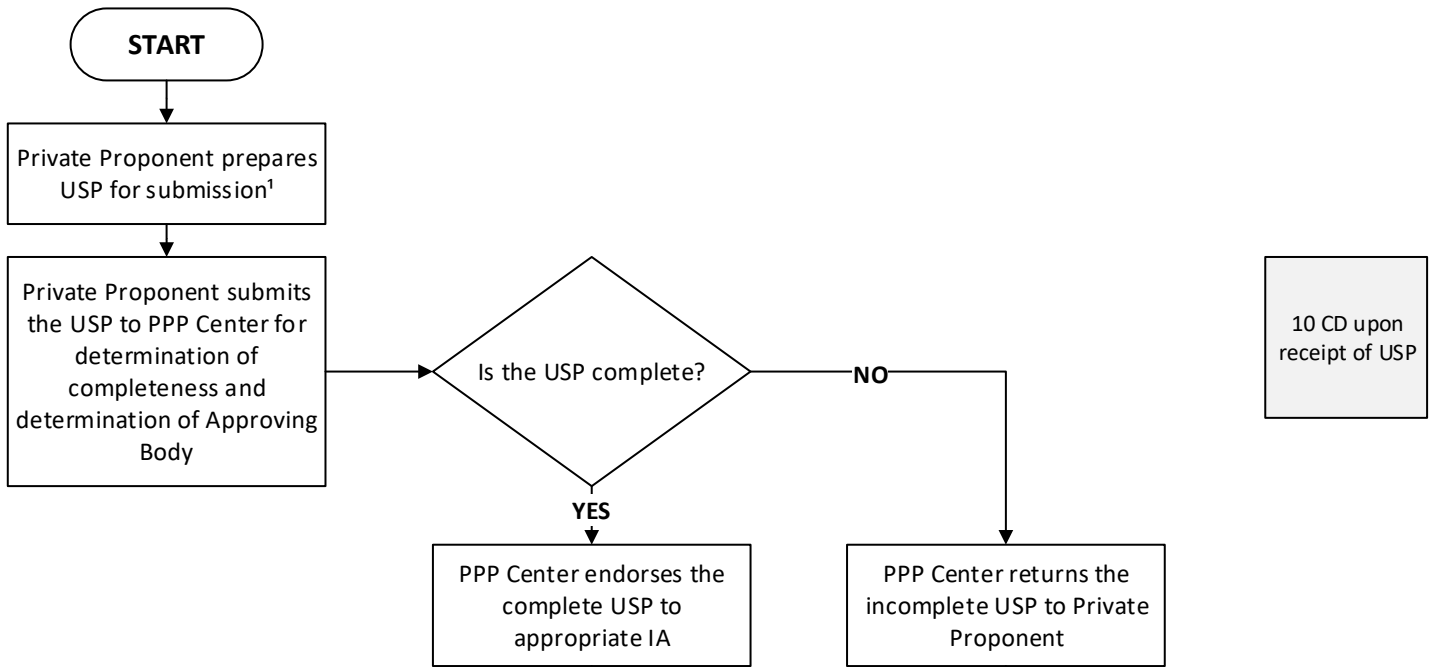 START
Private Proponent prepares
USP for submission¹
Private Proponent submits
the USP to PPP Center for
determination of
completeness and
determination of Approving
Body
Is the USP complete?
NO
10 CD upon
receipt of USP
YES
PPP Center endorses the
complete USP to
appropriate IA
PPP Center returns the
incomplete USP to Private
Proponent